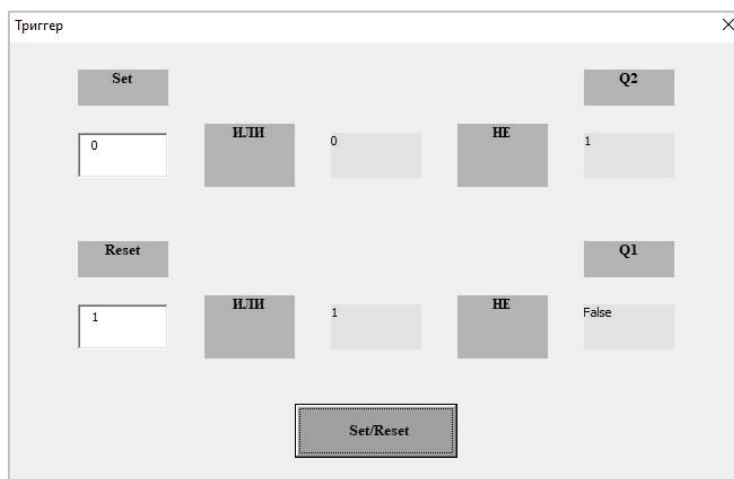 Триггер
Set
Q2
0
ИЛИ
0
НЕ
1
Reset
Q1
1
ИЛИ
1
НЕ
False
Set/Reset